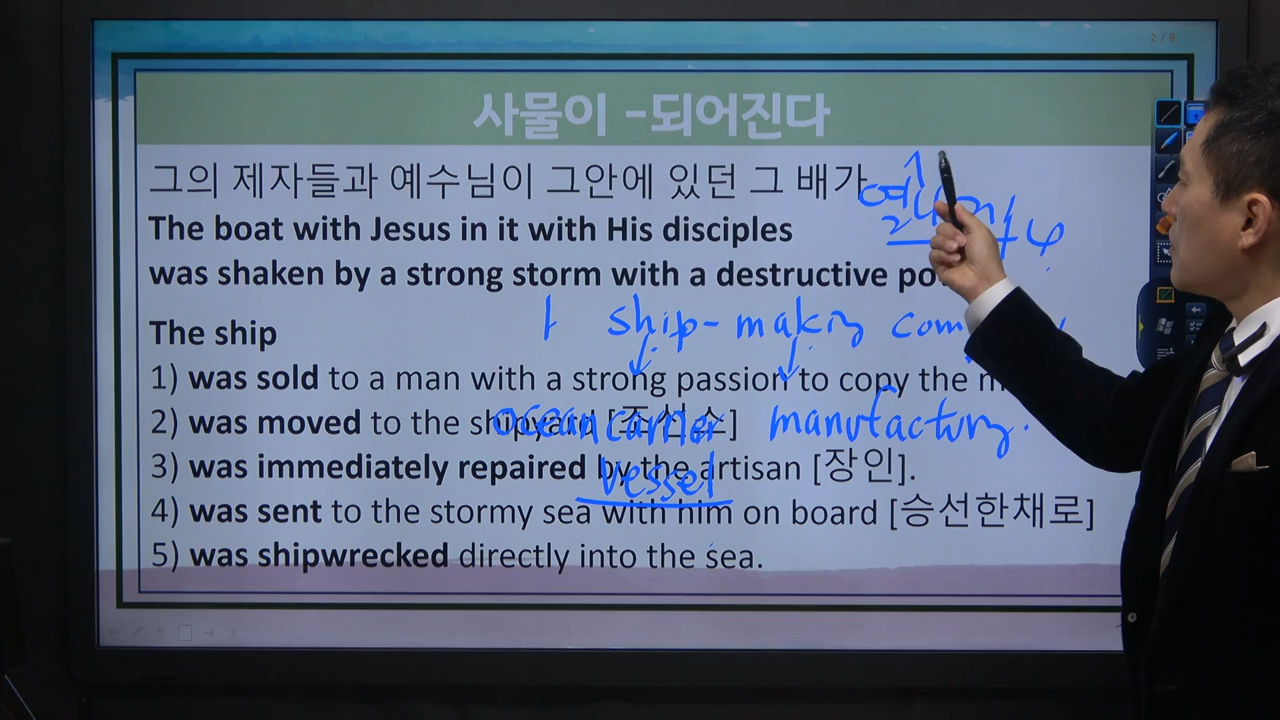 2 / 9
사물이 -되어진다
그의 제자들과 예수님이 그안에 있던 그 배가
The boat with Jesus in it with His disciples
was shaken by a strong storm with a destructive po
ship-making com
The ship
1) was sold to a man with a strong passion to copy the m
2) was moved to the shipyard [조선소]
ocean carrier manufacturing.
3) was immediately repaired by the artisan [장인].
vessel
4) was sent to the stormy sea with him on board [승선한채로]
5) was shipwrecked directly into the sea.